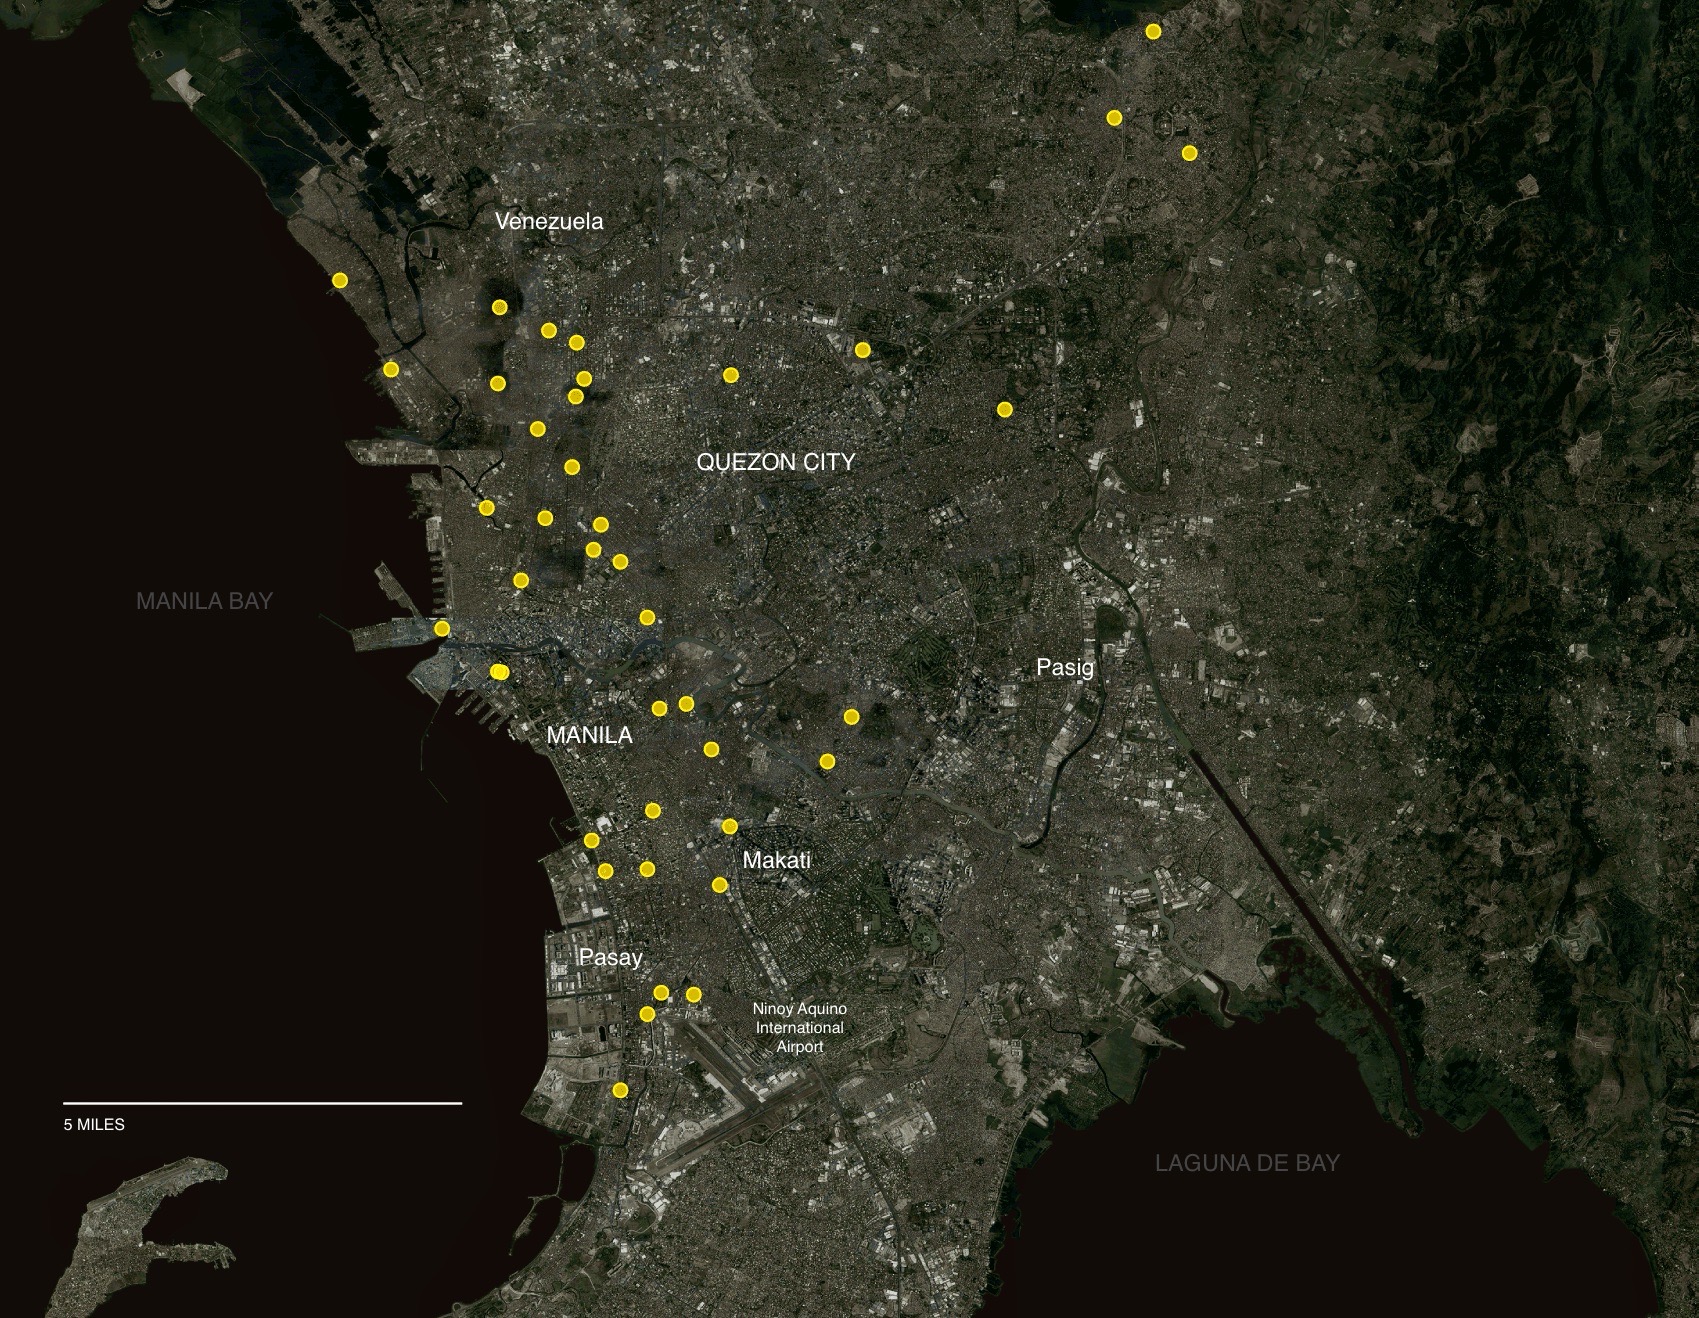 Venezuela
QUEZON CITY
MANILA BAY
Pasig
MANILA
Makati
Pasay
Ninoy Aquino
International
Airport
5 MILES
LAGUNA DE BAY